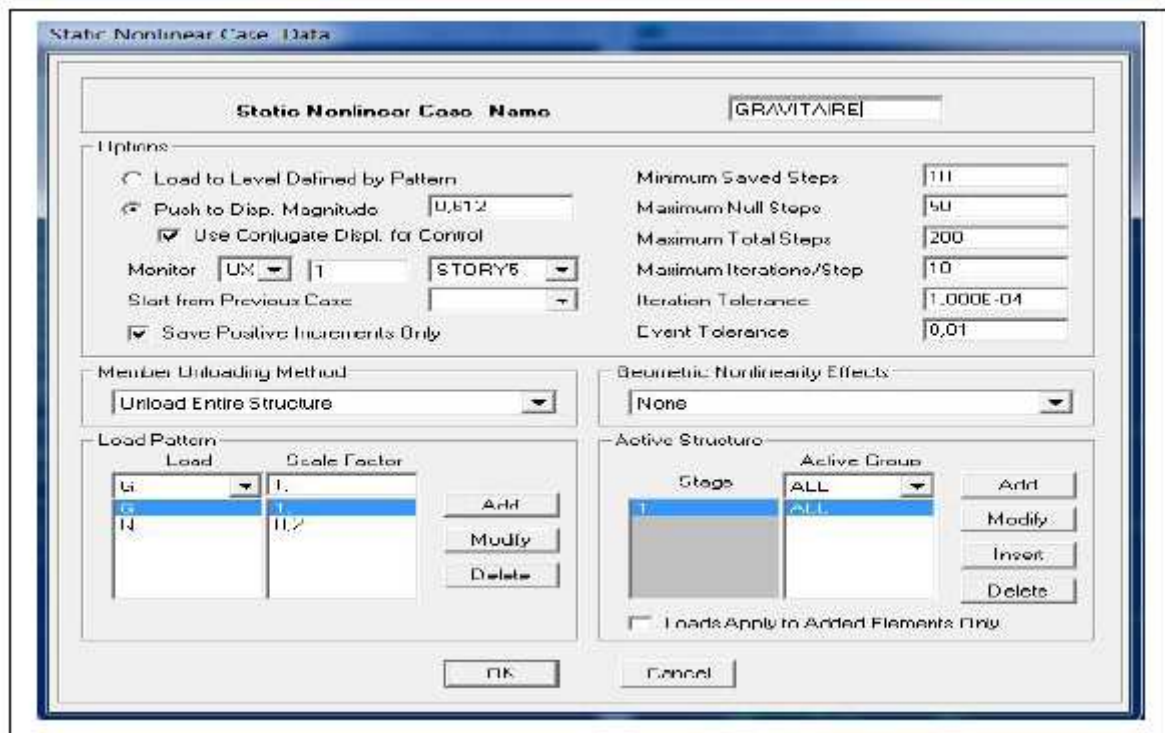 Static Nonlinear Case Data
Static Nonlinear Case Name
GRAVITAIRE
Options
Load to Level Defined by Pattern
Push to Disp. Magnitude
0,612
Use Conjugate Displ. for Control
Monitor
UX
1
STORY5
Start from Previous Case
Save Positive Increments Only
Minimum Saved Steps
10
Maximum Null Steps
50
Maximum Total Steps
200
Maximum Iterations/Step
10
Iteration Tolerance
1,000E-04
Event Tolerance
0,01
Member Unloading Method
Unload Entire Structure
Geometric Nonlinearity Effects
None
Load Pattern
Load
Scale Factor
G
1,
G
1,
0,2
Add
Modify
Delete
Active Structure
Active Group
Stage
ALL
1
ALL
Add
Modify
Insert
Delete
Loads Apply to Added Elements Only
OK
Cancel